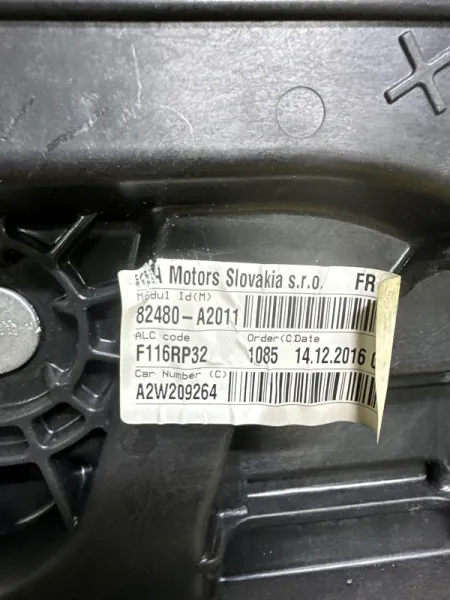 KIA Motors Slovakia s.r.o. FR
Modul Id(M)
82480-A2011
ALC code Order(C) Date
F116RP32 1085 14.12.2016
Car Number (C)
A2W209264